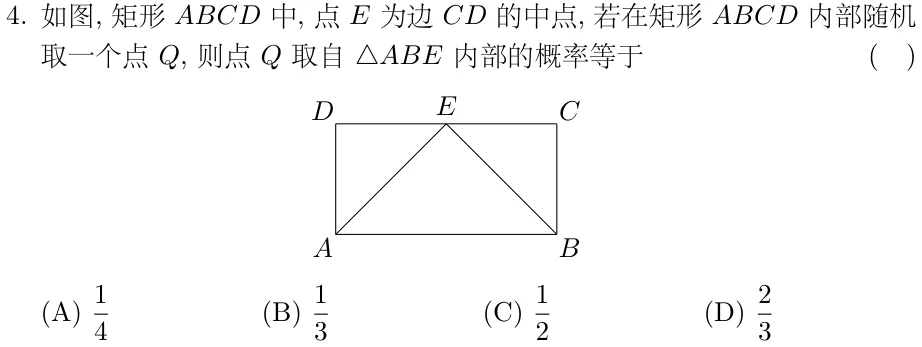 4. 如图, 矩形 ABCD 中, 点 E 为边 CD 的中点, 若在矩形 ABCD 内部随机
取一个点 Q, 则点 Q 取自 △ABE 内部的概率等于 ( )
D E C
A B
(A) 1/4 (B) 1/3 (C) 1/2 (D) 2/3